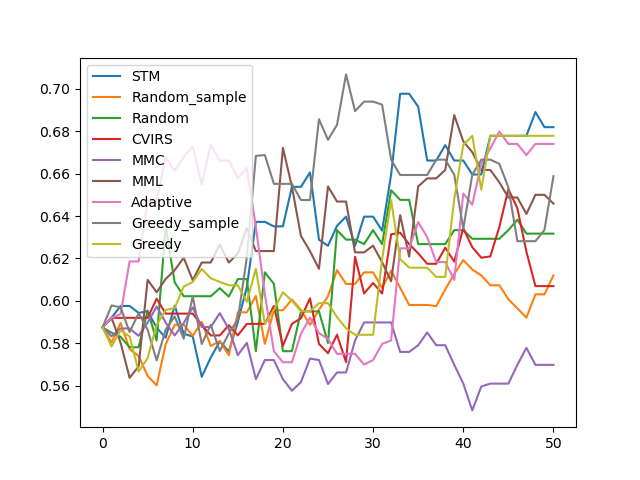 0.70
0.68
0.66
0.64
0.62
0.60
0.58
0.56
STM
Random_sample
Random
CVIRS
MMC
MML
Adaptive
Greedy_sample
Greedy
0 10 20 30 40 50